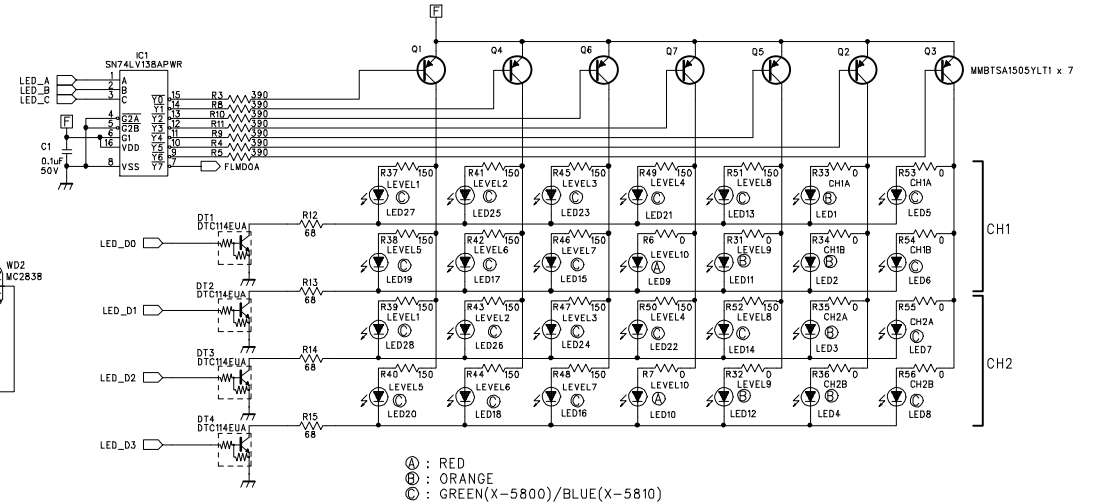 F
Q1 Q4 Q6 Q7 Q5 Q2 Q3
MMBTSA1505YLT1 x 7
IC1
SN74LV138APWR
LED_A 1 A
LED_B 2 B
LED_C 3 C
Y0 15 R3 390
Y1 14 R8 390
4 G2A Y2 13 R10 390
F 5 G2B Y3 12 R11 390
6 G1 Y4 11 R9 390
C1 16 VDD Y5 10 R4 390
0.1uF Y6 9 R5 390
50V 8 VSS Y7 7 FLMD0A
R37 150 R41 150 R45 150 R49 150 R51 150 R33 0 R53 0
LEVEL1 LEVEL2 LEVEL3 LEVEL4 LEVEL8 CH1A CH1A
C C C C C B C
LED27 LED25 LED23 LED21 LED13 LED1 LED5
CH1
DT1
DTC114EUA
R12
68
LED_D0
R38 150 R42 150 R46 150 R6 0 R31 0 R34 0 R54 0
LEVEL5 LEVEL6 LEVEL7 LEVEL10 LEVEL9 CH1B CH1B
C C C A B B C
LED19 LED17 LED15 LED9 LED11 LED2 LED6
WD2
MC2838
DT2
DTC114EUA
R13
68
LED_D1
R39 150 R43 150 R47 150 R50 150 R52 150 R35 0 R55 0
LEVEL1 LEVEL2 LEVEL3 LEVEL4 LEVEL8 CH2A CH2A
C C C C C B C
LED28 LED26 LED24 LED22 LED14 LED3 LED7
CH2
DT3
DTC114EUA
R14
68
LED_D2
R40 150 R44 150 R48 150 R7 0 R32 0 R36 0 R56 0
LEVEL5 LEVEL6 LEVEL7 LEVEL10 LEVEL9 CH2B CH2B
C C C A B B C
LED20 LED18 LED16 LED10 LED12 LED4 LED8
DT4
DTC114EUA
R15
68
LED_D3
A : RED
B : ORANGE
C : GREEN(X-5800)/BLUE(X-5810)